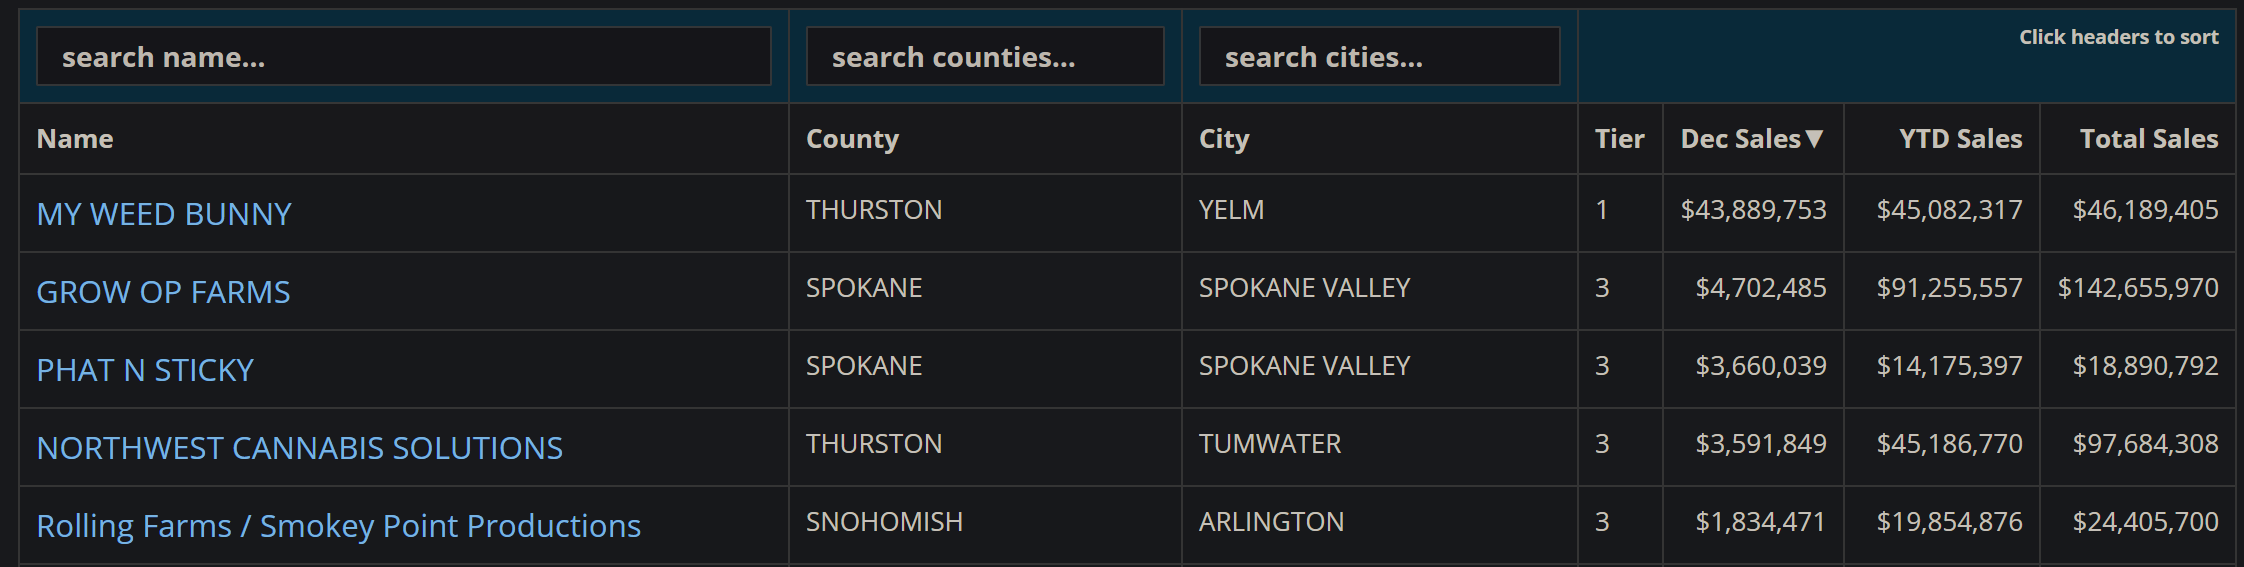 search name... search counties... search cities... Click headers to sort
Name County City Tier Dec Sales▼ YTD Sales Total Sales
MY WEED BUNNY THURSTON YELM 1 $43,889,753 $45,082,317 $46,189,405
GROW OP FARMS SPOKANE SPOKANE VALLEY 3 $4,702,485 $91,255,557 $142,655,970
PHAT N STICKY SPOKANE SPOKANE VALLEY 3 $3,660,039 $14,175,397 $18,890,792
NORTHWEST CANNABIS SOLUTIONS THURSTON TUMWATER 3 $3,591,849 $45,186,770 $97,684,308
Rolling Farms / Smokey Point Productions SNOHOMISH ARLINGTON 3 $1,834,471 $19,854,876 $24,405,700